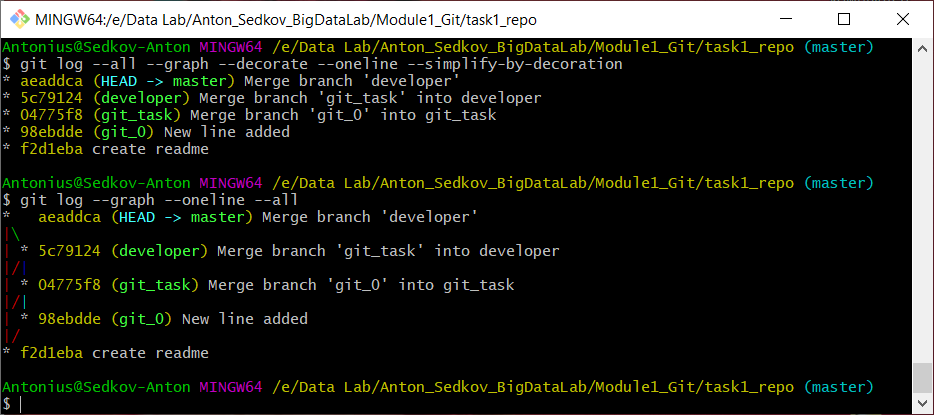 MINGW64:/e/Data Lab/Anton_Sedkov_BigDataLab/Module1_Git/task1_repo
Antonius@Sedkov-Anton MINGW64 /e/Data Lab/Anton_Sedkov_BigDataLab/Module1_Git/task1_repo (master)
$ git log --all --graph --decorate --oneline --simplify-by-decoration
* aeaddca (HEAD -> master) Merge branch 'developer'
* 5c79124 (developer) Merge branch 'git_task' into developer
* 04775f8 (git_task) Merge branch 'git_0' into git_task
* 98ebdde (git_0) New line added
* f2d1eba create readme
Antonius@Sedkov-Anton MINGW64 /e/Data Lab/Anton_Sedkov_BigDataLab/Module1_Git/task1_repo (master)
$ git log --graph --oneline --all
*   aeaddca (HEAD -> master) Merge branch 'developer'
|\
| * 5c79124 (developer) Merge branch 'git_task' into developer
|/|
| * 04775f8 (git_task) Merge branch 'git_0' into git_task
|/|
| * 98ebdde (git_0) New line added
|/
* f2d1eba create readme
Antonius@Sedkov-Anton MINGW64 /e/Data Lab/Anton_Sedkov_BigDataLab/Module1_Git/task1_repo (master)
$